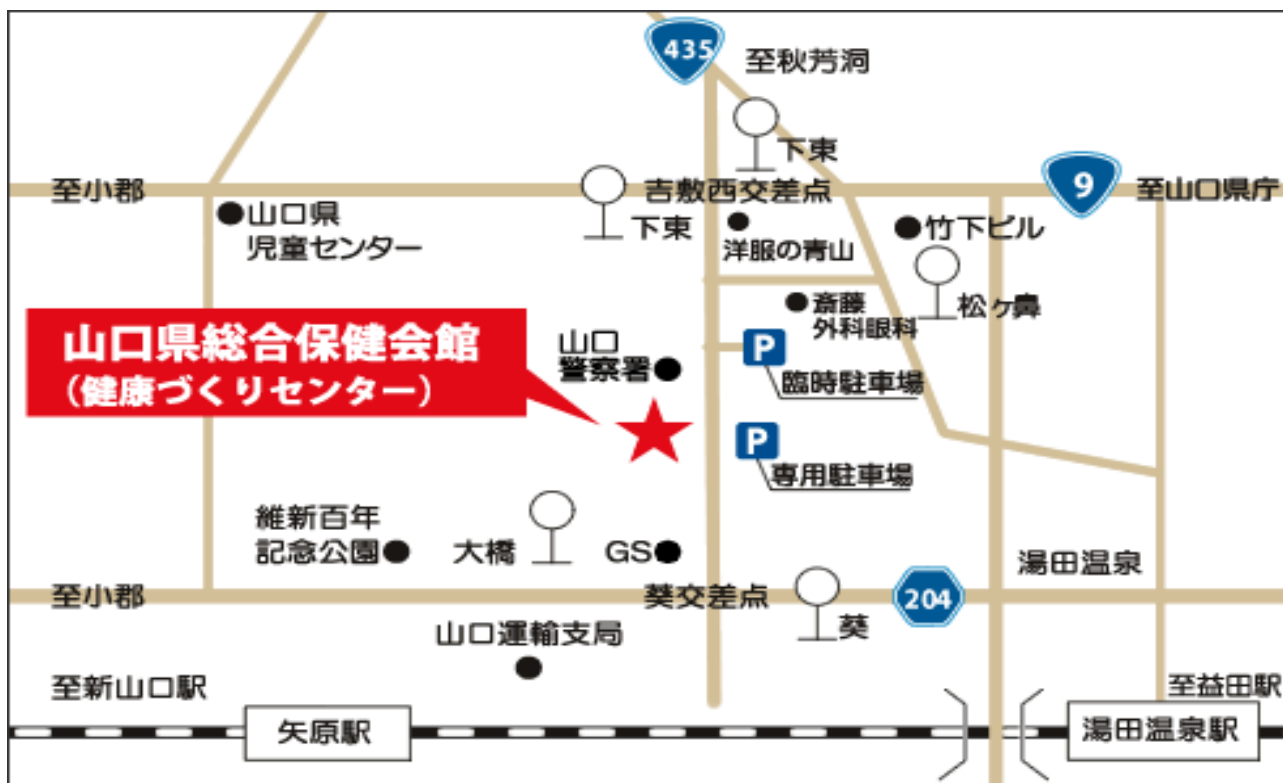 435
至秋芳洞
下東
至小郡
吉敷西交差点
9
至山口県庁
山口県
児童センター
下東
洋服の青山
竹下ビル
松ヶ鼻
斎藤
外科眼科
山口県総合保健会館
（健康づくりセンター）
山口
警察署
P
臨時駐車場
P
専用駐車場
維新百年
記念公園
大橋
GS
湯田温泉
至小郡
葵交差点
204
葵
山口運輸支局
至新山口駅
至益田駅
矢原駅
湯田温泉駅